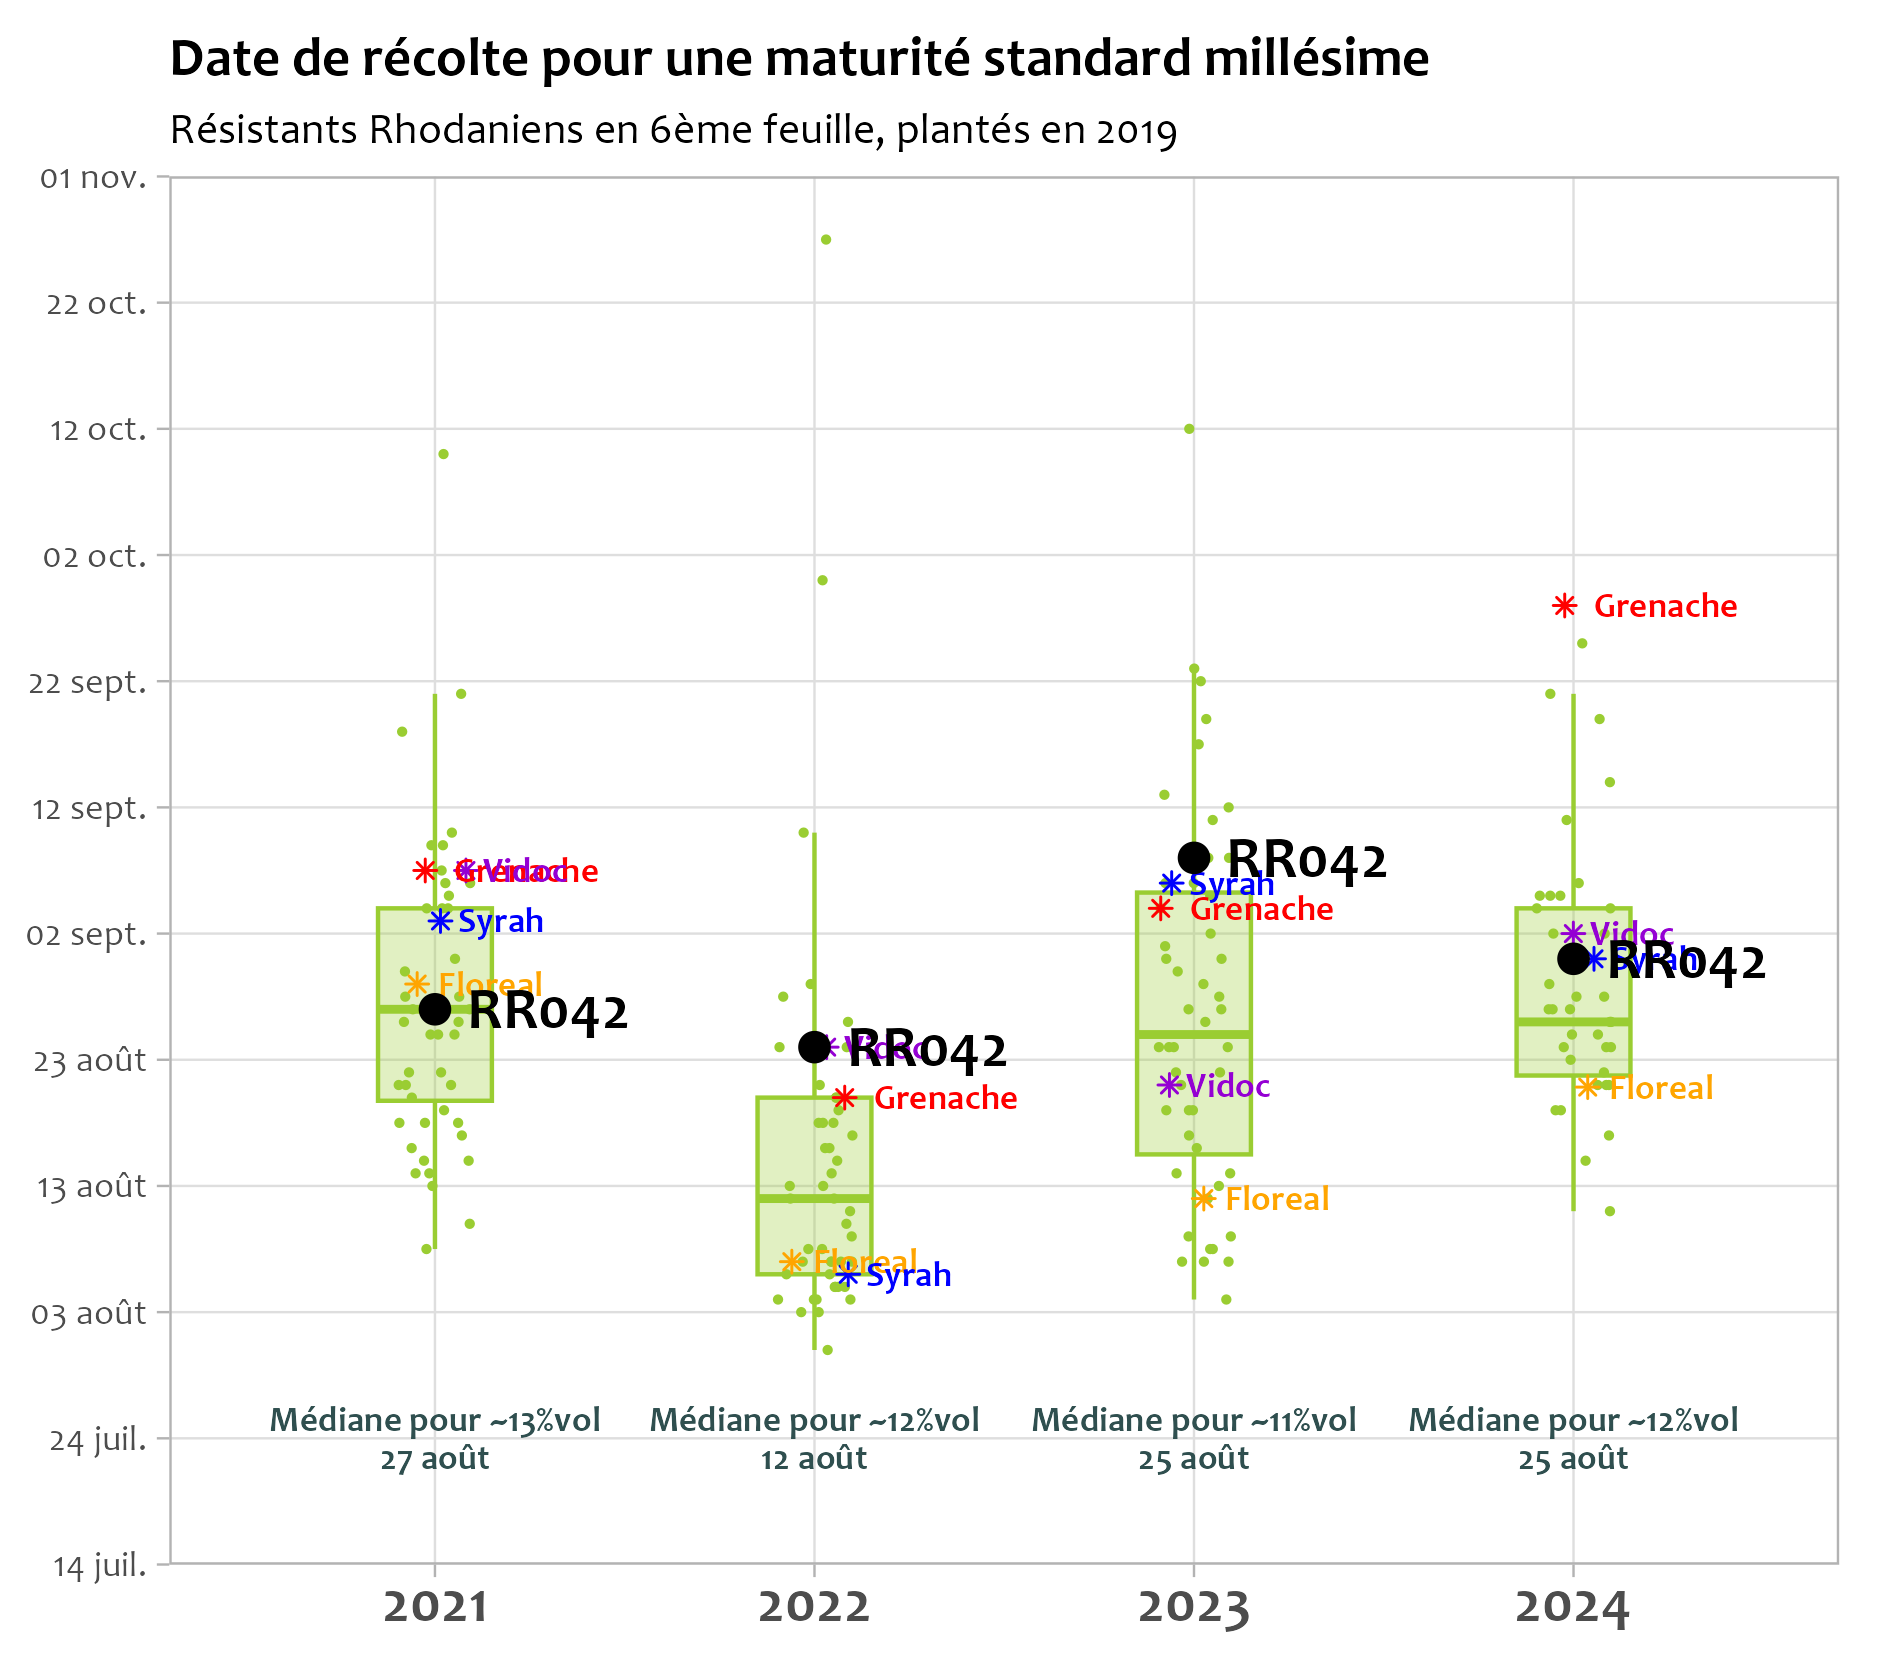 Date de récolte pour une maturité standard millésime
Résistants Rhodaniens en 6ème feuille, plantés en 2019
01 nov.
22 oct.
12 oct.
02 oct.
22 sept.
12 sept.
02 sept.
23 août
13 août
03 août
24 juil.
14 juil.
Grenache
Vidoc
Syrah
Floreal
RR042
RR042
Vidoc
Grenache
Floreal
Syrah
RR042
Syrah
Grenache
Vidoc
Floreal
Grenache
Vidoc
Syrah
RR042
Floreal
Médiane pour ~13%vol
27 août
Médiane pour ~12%vol
12 août
Médiane pour ~11%vol
25 août
Médiane pour ~12%vol
25 août
2021
2022
2023
2024